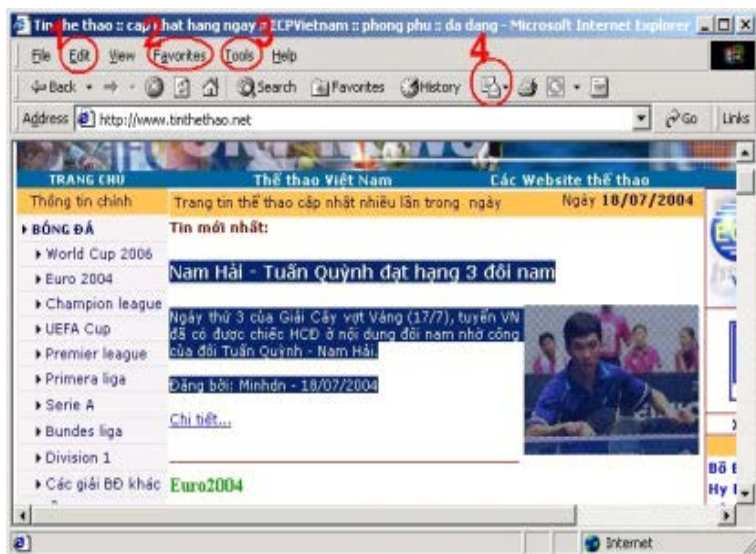 Tin the thao :: cap nhat hang ngay :: ECPVietnam :: phong phu :: da dang - Microsoft Internet Explorer
1 2 3 4
File Edit View Favorites Tools Help
Back Search Favorites History
Address http://www.tinthethao.net Go Links
TRANG CHU Thể thao Việt Nam Các Website thể thao
Thông tin chính Trang tin thể thao cập nhật nhiều lần trong ngày Ngày 18/07/2004
BÓNG ĐÁ
World Cup 2006
Euro 2004
Champion league
UEFA Cup
Premier league
Primera liga
Serie A
Bundes liga
Division 1
Các giải BĐ khác
Tin mới nhất:
Nam Hải - Tuấn Quỳnh đạt hạng 3 đôi nam
Ngày thứ 3 của Giải Cây vợt Vàng (17/7), tuyển VN
đã có được chiếc HCĐ ở nội dung đôi nam nhờ công
của đôi Tuấn Quỳnh - Nam Hải.
Đăng bởi: Minhdn - 18/07/2004
Chi tiết...
Euro2004
Hy
Internet